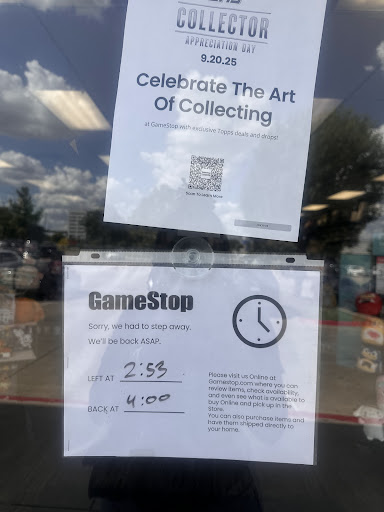 COLLECTOR
APPRECIATION DAY
9.20.25
Celebrate The Art
Of Collecting
at GameStop with exclusive Topps deals and drops!
GameStop
Sorry, we had to step away.
We'll be back ASAP.
LEFT AT 2:53
BACK AT 4:00
Please visit us Online at
Gamestop.com where you can
review items, check availability,
and even see what is available to
buy Online and pick up in the
Store.
You can also purchase items and
have them shipped directly to
your home.